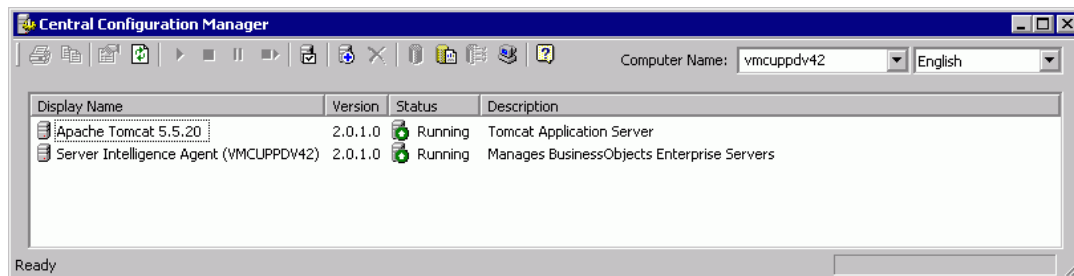 Central Configuration Manager
Computer Name: vmcuppdv42 English
Display Name Version Status Description
Apache Tomcat 5.5.20 2.0.1.0 Running Tomcat Application Server
Server Intelligence Agent (VMCUPPDV42) 2.0.1.0 Running Manages BusinessObjects Enterprise Servers
Ready